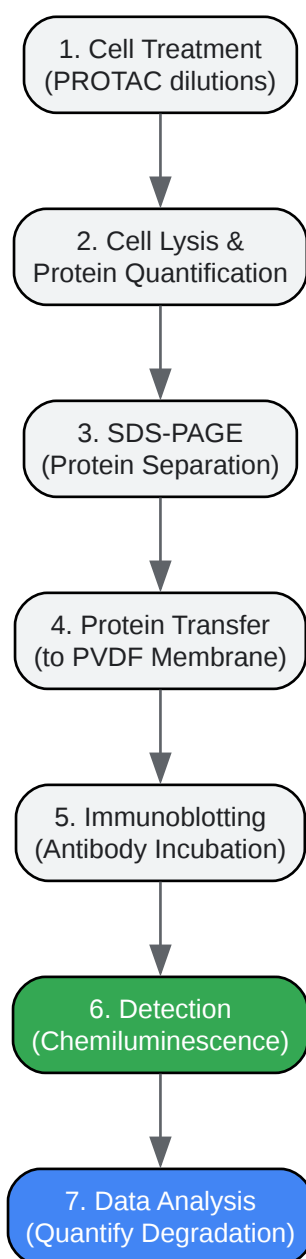 1. Cell Treatment
(PROTAC dilutions)
2. Cell Lysis &
Protein Quantification
3. SDS-PAGE
(Protein Separation)
4. Protein Transfer
(to PVDF Membrane)
5. Immunoblotting
(Antibody Incubation)
6. Detection
(Chemiluminescence)
7. Data Analysis
(Quantify Degradation)